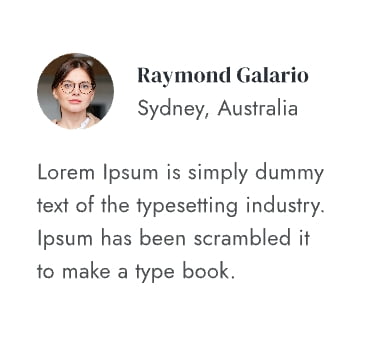 Raymond Galario
Sydney, Australia
Lorem Ipsum is simply dummy
text of the typesetting industry.
Ipsum has been scrambled it
to make a type book.